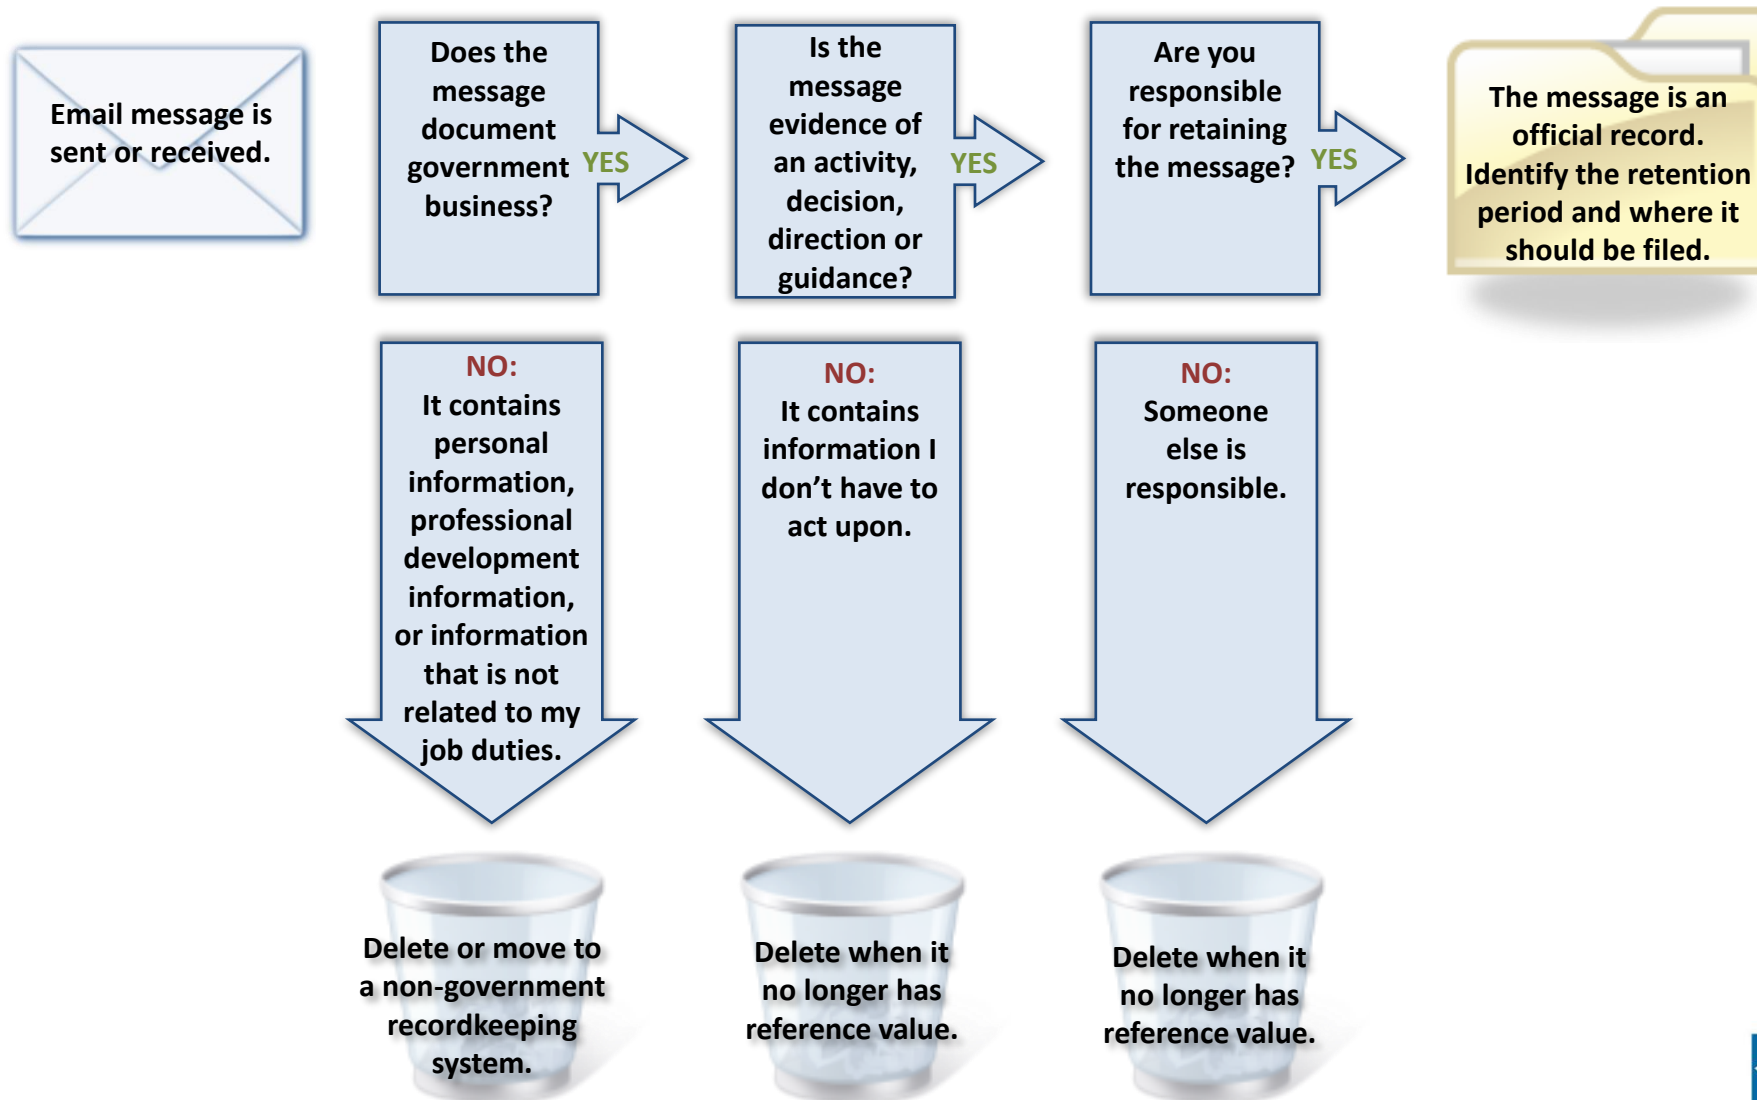 Email message is
sent or received.
Does the
message
document
government
business?
YES
Is the
message
evidence of
an activity,
decision,
direction or
guidance?
YES
Are you
responsible
for retaining
the message?
YES
The message is an
official record.
Identify the retention
period and where it
should be filed.
NO:
It contains
personal
information,
professional
development
information,
or information
that is not
related to my
job duties.
NO:
It contains
information I
don’t have to
act upon.
NO:
Someone
else is
responsible.
Delete or move to
a non-government
recordkeeping
system.
Delete when it
no longer has
reference value.
Delete when it
no longer has
reference value.